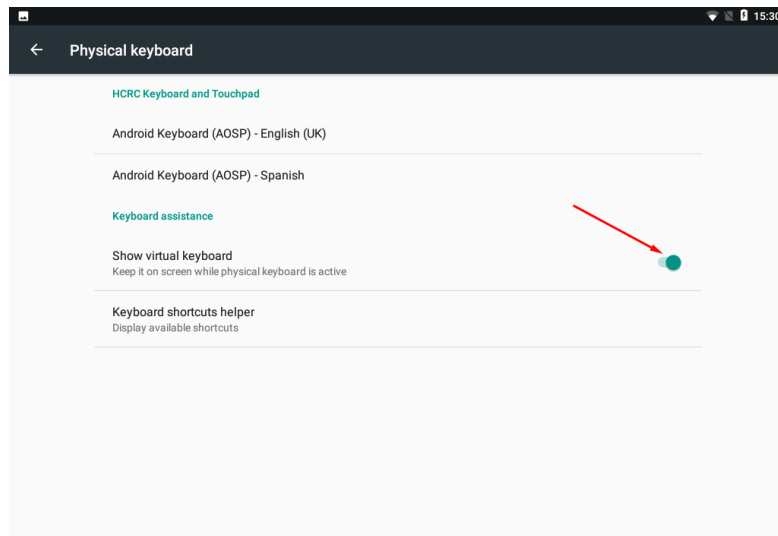 15:30
Physical keyboard
HCRC Keyboard and Touchpad
Android Keyboard (AOSP) - English (UK)
Android Keyboard (AOSP) - Spanish
Keyboard assistance
Show virtual keyboard
Keep it on screen while physical keyboard is active
Keyboard shortcuts helper
Display available shortcuts